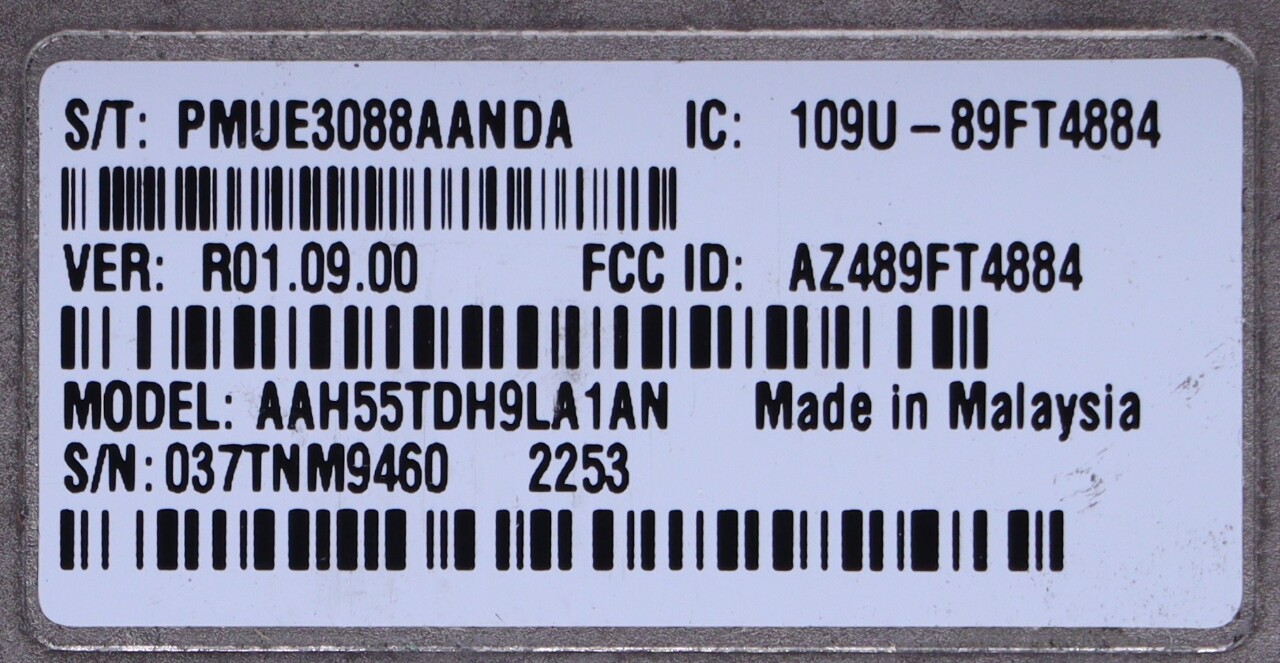 S/T: PMUE3088AANDA IC: 109U-89FT4884
VER: R01.09.00 FCC ID: AZ489FT4884
MODEL: AAH55TDH9LA1AN Made in Malaysia
S/N: 037TNM9460 2253